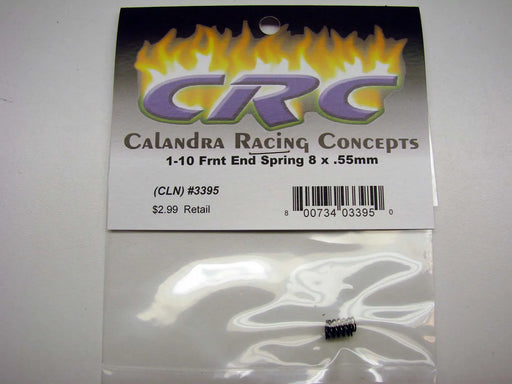 CRC
Calandra Racing Concepts
1-10 Frnt End Spring 8 x .55mm
(CLN) #3395
$2.99 Retail
8 00734 03395 0